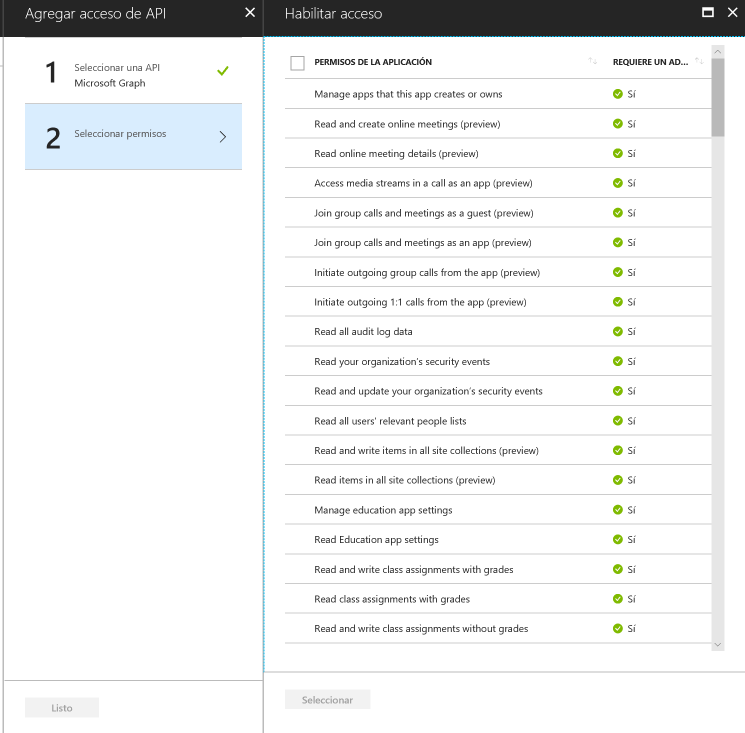 Agregar acceso de API
1
Seleccionar una API
Microsoft Graph
2
Seleccionar permisos
Listo
Habilitar acceso
PERMISOS DE LA APLICACIÓN REQUIERE UN AD...
Manage apps that this app creates or owns Sí
Read and create online meetings (preview) Sí
Read online meeting details (preview) Sí
Access media streams in a call as an app (preview) Sí
Join group calls and meetings as a guest (preview) Sí
Join group calls and meetings as an app (preview) Sí
Initiate outgoing group calls from the app (preview) Sí
Initiate outgoing 1:1 calls from the app (preview) Sí
Read all audit log data Sí
Read your organization's security events Sí
Read and update your organization's security events Sí
Read all users' relevant people lists Sí
Read and write items in all site collections (preview) Sí
Read items in all site collections (preview) Sí
Manage education app settings Sí
Read Education app settings Sí
Read and write class assignments with grades Sí
Read class assignments with grades Sí
Read and write class assignments without grades Sí
Seleccionar